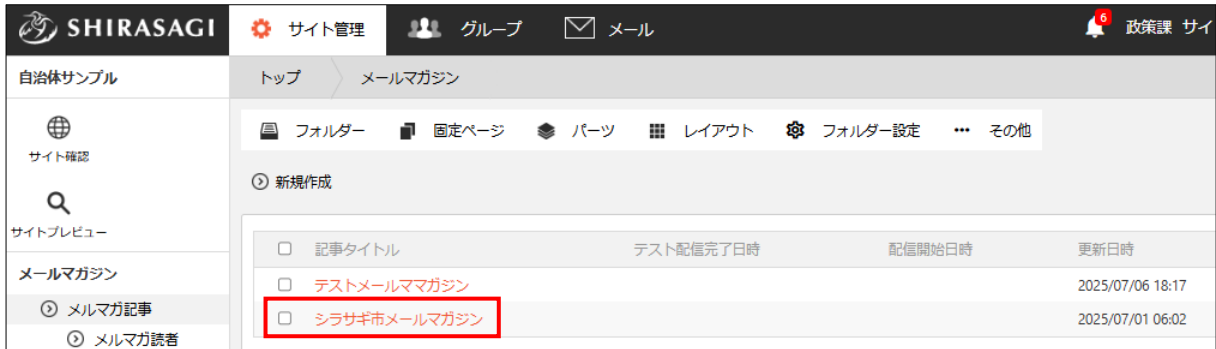 SHIRASAGI サイト管理 グループ メール 6 政策課 サイ
自治体サンプル トップ メールマガジン
フォルダー 固定ページ パーツ レイアウト フォルダー設定 ••• その他
サイト確認
新規作成
サイトプレビュー
記事タイトル テスト配信完了日時 配信開始日時 更新日時
メールマガジン
テストメールママガジン 2025/07/06 18:17
メルマガ記事
シラサギ市メールマガジン 2025/07/01 06:02
メルマガ読者